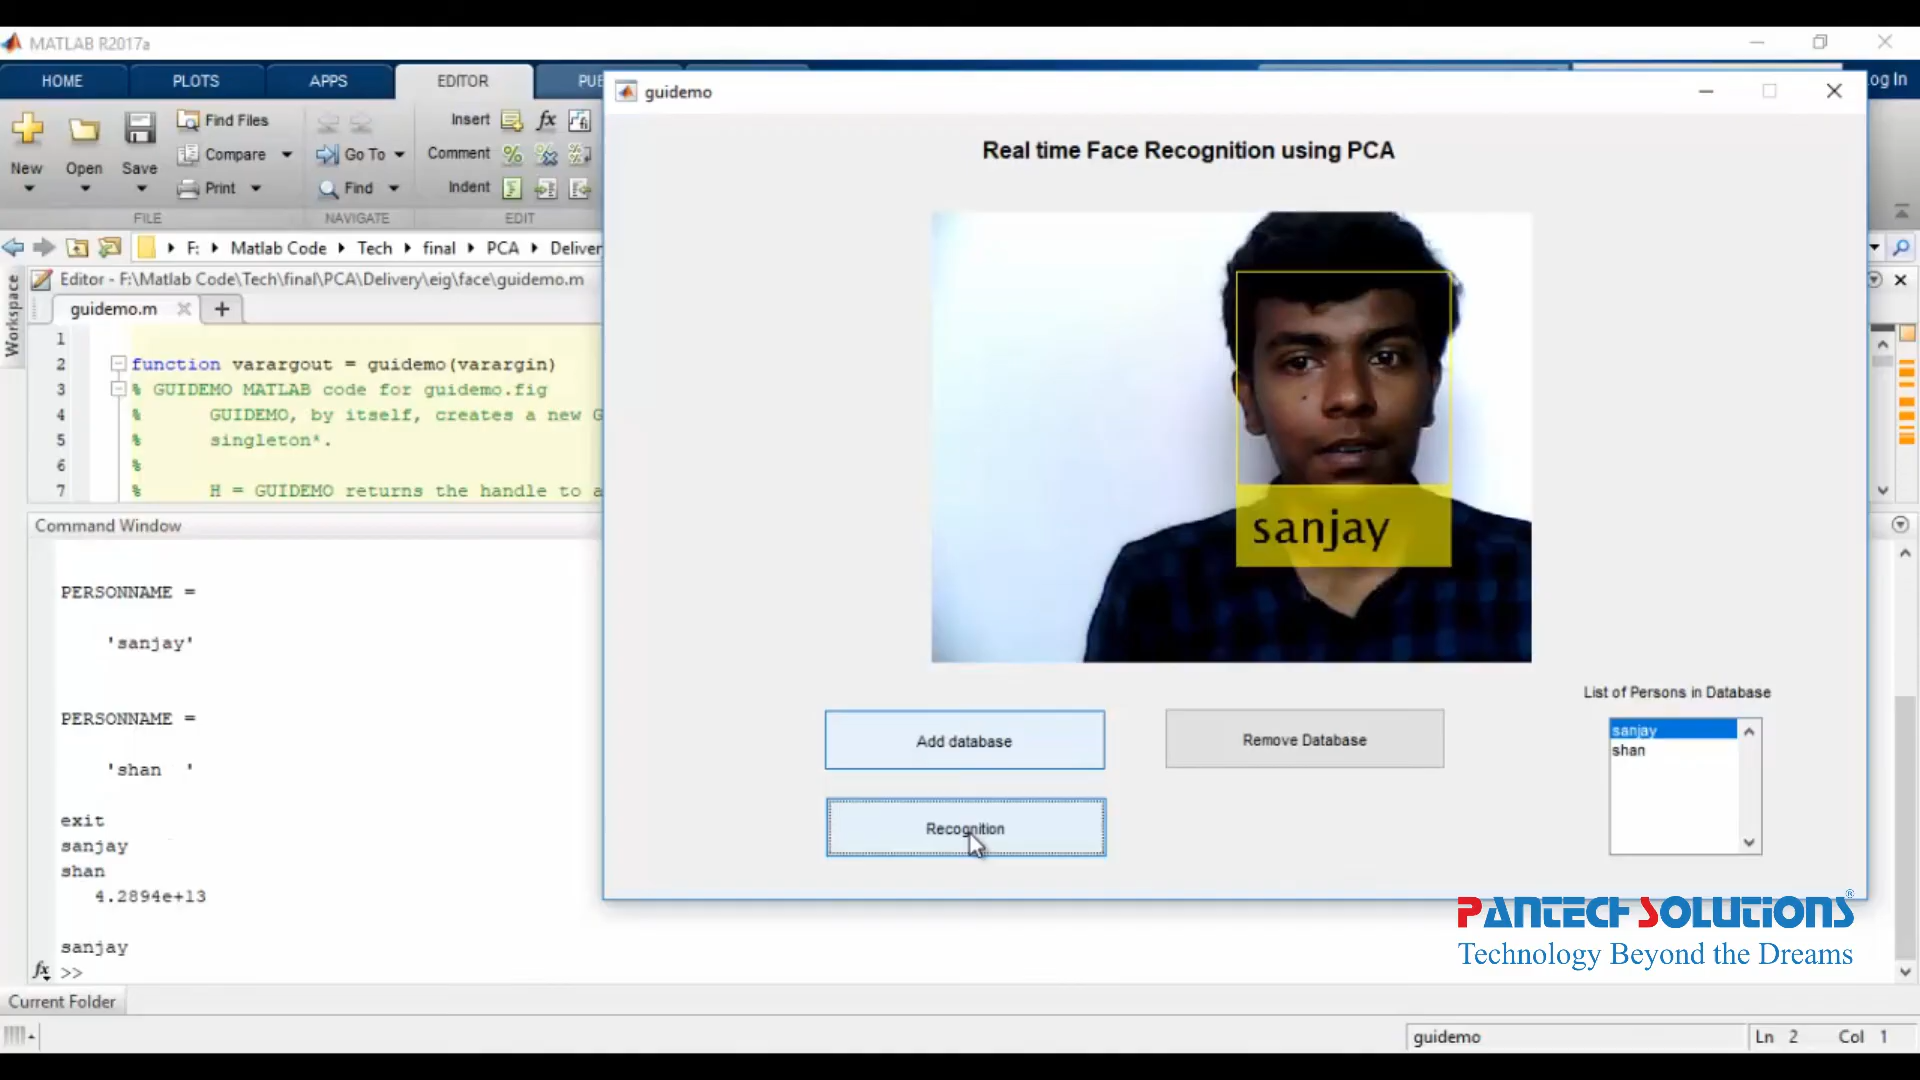 MATLAB R2017a
HOME PLOTS APPS EDITOR PUB
og In
New Open Save
Find Files
Compare
Print
Go To
Find
Insert fx
Comment
Indent
FILE NAVIGATE EDIT
F: Matlab Code Tech final PCA Deliver
Workspace
Editor - F:\Matlab Code\Tech\final\PCA\Delivery\eig\face\guidemo.m
guidemo.m
1
2 function varargout = guidemo(varargin)
3 % GUIDEMO MATLAB code for guidemo.fig
4 % GUIDEMO, by itself, creates a new G
5 % singleton*.
6 %
7 % H = GUIDEMO returns the handle to a
Command Window
PERSONNAME =
'sanjay'
PERSONNAME =
'shan '
exit
sanjay
shan
4.2894e+13
sanjay
fx >>
Current Folder
guidemo
Real time Face Recognition using PCA
sanjay
Add database
Remove Database
Recognition
List of Persons in Database
sanjay
shan
PANTECH SOLUTIONS®
Technology Beyond the Dreams
guidemo Ln 2 Col 1